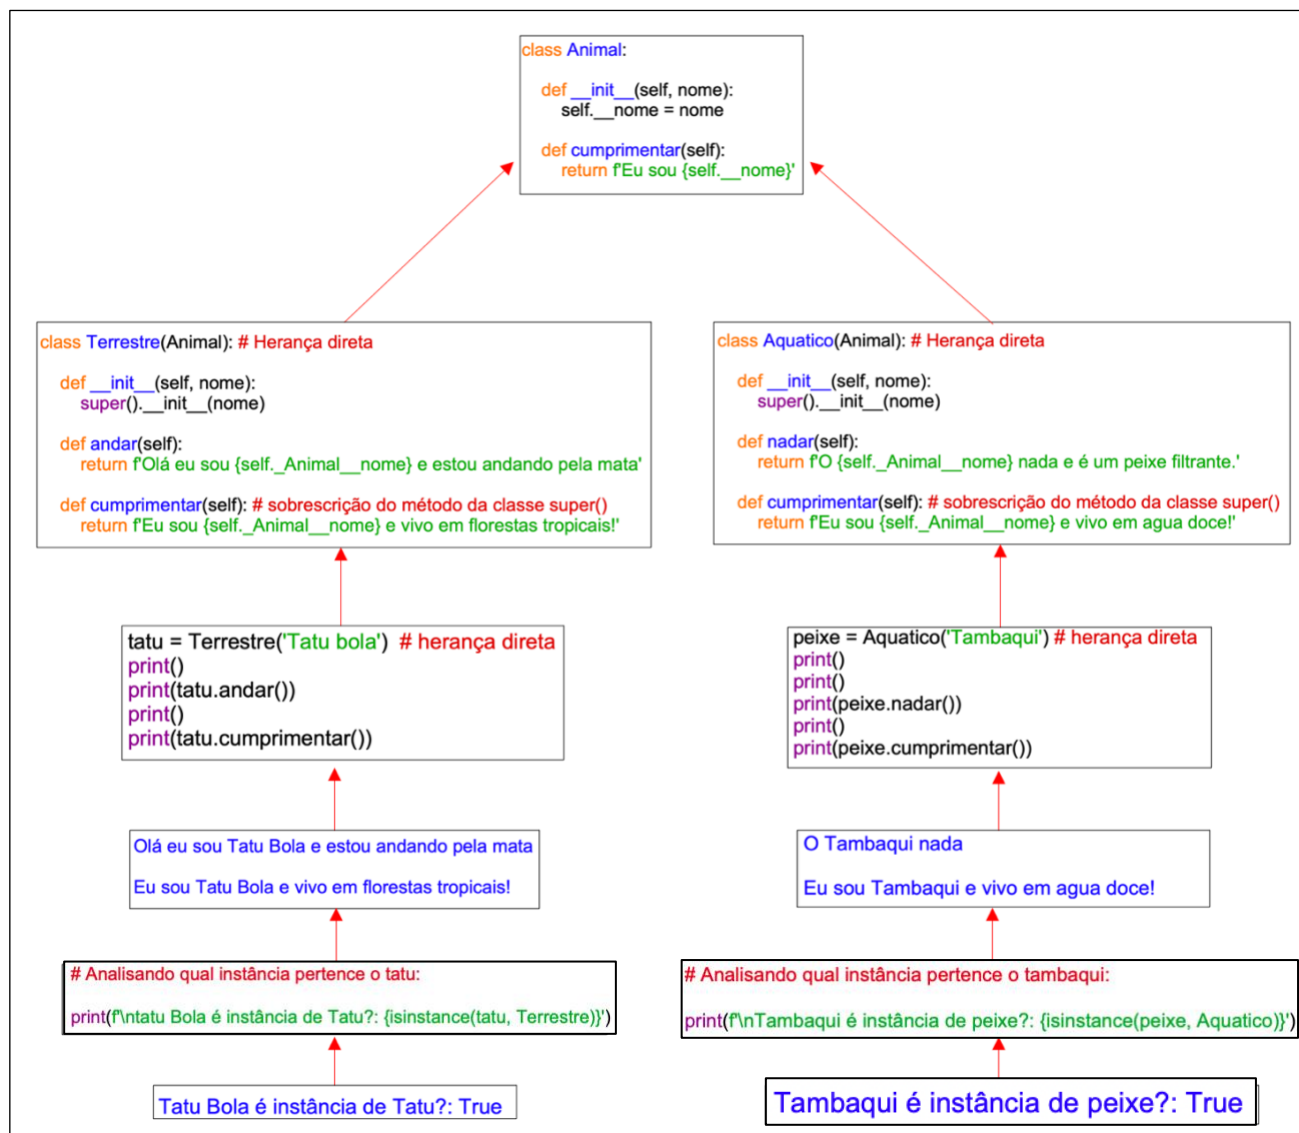 class Animal:
def __init__(self, nome):
self.__nome = nome
def cumprimentar(self):
return f'Eu sou {self.__nome}'
class Terrestre(Animal): # Herança direta
def __init__(self, nome):
super().__init__(nome)
def andar(self):
return f'Olá eu sou {self._Animal__nome} e estou andando pela mata'
def cumprimentar(self): # sobrescrição do método da classe super()
return f'Eu sou {self._Animal__nome} e vivo em florestas tropicais!'
class Aquatico(Animal): # Herança direta
def __init__(self, nome):
super().__init__(nome)
def nadar(self):
return f'O {self._Animal__nome} nada e é um peixe filtrante.'
def cumprimentar(self): # sobrescrição do método da classe super()
return f'Eu sou {self._Animal__nome} e vivo em agua doce!'
tatu = Terrestre('Tatu bola') # herança direta
print()
print(tatu.andar())
print()
print(tatu.cumprimentar())
peixe = Aquatico('Tambaqui') # herança direta
print()
print()
print(peixe.nadar())
print()
print(peixe.cumprimentar())
Olá eu sou Tatu Bola e estou andando pela mata
Eu sou Tatu Bola e vivo em florestas tropicais!
O Tambaqui nada
Eu sou Tambaqui e vivo em agua doce!
# Analisando qual instância pertence o tatu:
print(f'\ntatu Bola é instância de Tatu?: {isinstance(tatu, Terrestre)}')
# Analisando qual instância pertence o tambaqui:
print(f'\nTambaqui é instância de peixe?: {isinstance(peixe, Aquatico)}')
Tatu Bola é instância de Tatu?: True
Tambaqui é instância de peixe?: True